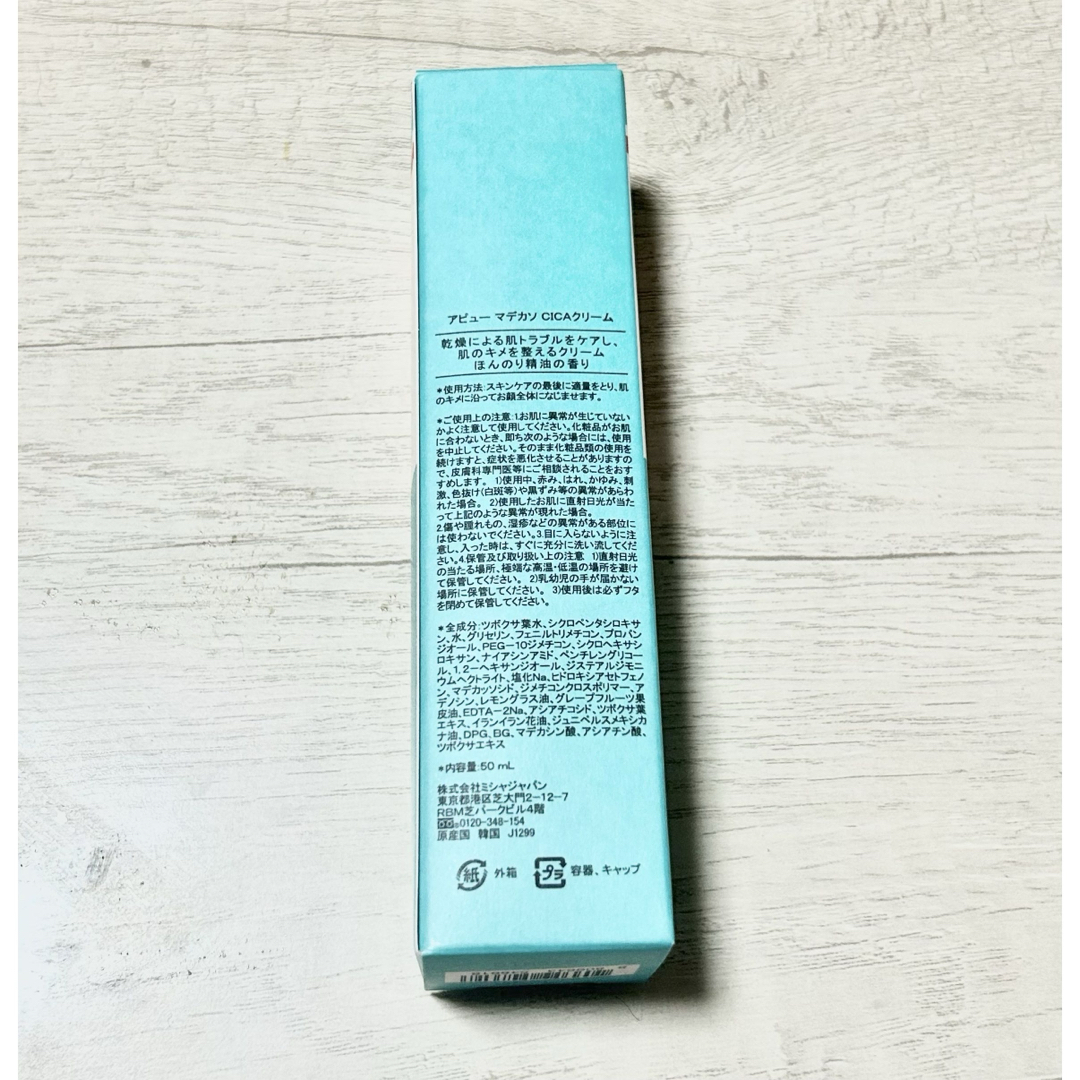 アピュー マデカソ CICAクリーム
乾燥による肌トラブルをケアし、
肌のキメを整えるクリーム
ほんのり精油の香り
*使用方法:スキンケアの最後に適量をとり、肌
のキメに沿ってお顔全体になじませます。
*ご使用上の注意:1.お肌に異常が生じていない
かよく注意して使用してください。化粧品がお肌
に合わないとき、即ち次のような場合には、使用
を中止してください。そのまま化粧品類の使用を
続けますと、症状を悪化させることがありますの
で、皮膚科専門医等にご相談されることをおす
すめします。 1)使用中、赤み、はれ、かゆみ、刺
激、色抜け(白斑等)や黒ずみ等の異常があらわ
れた場合。 2)使用したお肌に直射日光が当た
って上記のような異常が現れた場合。
2.傷や腫れもの、湿疹などの異常がある部位に
は使わないでください。3.目に入らないように注
意し、入った時は、すぐに充分に洗い流してくだ
さい。4.保管及び取り扱い上の注意 1)直射日光
の当たる場所、極端な高温・低温の場所を避け
て保管してください。 2)乳幼児の手が届かない
場所に保管してください。 3)使用後は必ずフタ
を閉めて保管してください。
*全成分:ツボクサ葉水、シクロペンタシロキサ
ン、水、グリセリン、フェニルトリメチコン、プロパン
ジオール、PEG-10ジメチコン、シクロヘキサシ
ロキサン、ナイアシンアミド、ペンチレングリコー
ル、1,2-ヘキサンジオール、ジステアルジモニ
ウムヘクトライト、塩化Na、ヒドロキシアセトフェノ
ン、マデカッソシド、ジメチコンクロスポリマー、ア
デノシン、レモングラス油、グレープフルーツ果
皮油、EDTA-2Na、アシアチコシド、ツボクサ葉
エキス、イランイラン花油、ジュニペルスメキシカ
ナ油、DPG、BG、マデカシン酸、アシアチン酸、
ツボクサエキス
*内容量:50 mL
株式会社ミシャジャパン
東京都港区芝大門2-12-7
RBM芝パークビル4階
0120-348-154
原産国 韓国 J1299
紙 外箱 プラ 容器、キャップ